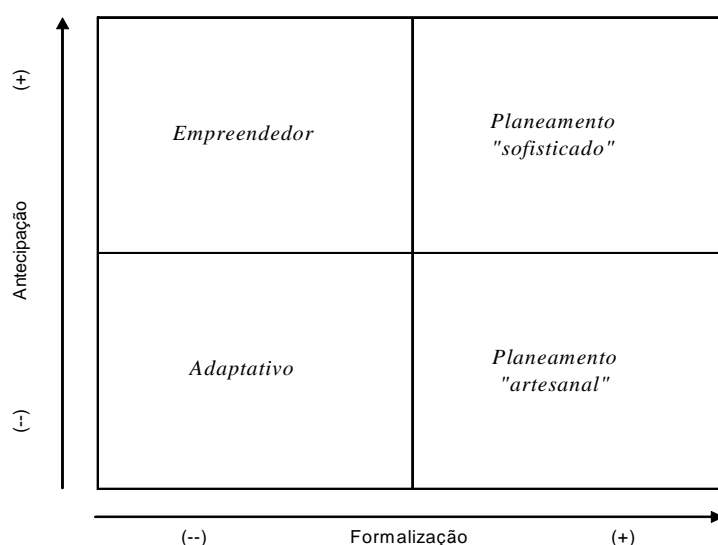 (+)
Antecipação
(--)
Empreendedor
Planeamento
"sofisticado"
Adaptativo
Planeamento
"artesanal"
(--)
Formalização
(+)